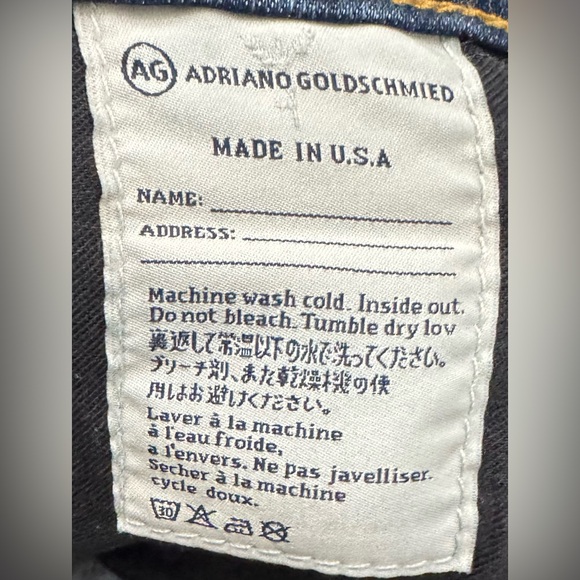 AG ADRIANO GOLDSCHMIED
MADE IN U.S.A
NAME:
ADDRESS:
Machine wash cold. Inside out.
Do not bleach. Tumble dry lov
裏返して常温以下の水で洗ってください。
ブリーチ剤、また乾燥機の使
用はお避けください。
Laver à la machine
à l'eau froide,
a l'envers. Ne pas javelliser.
Secher à la machine
cycle doux.
30